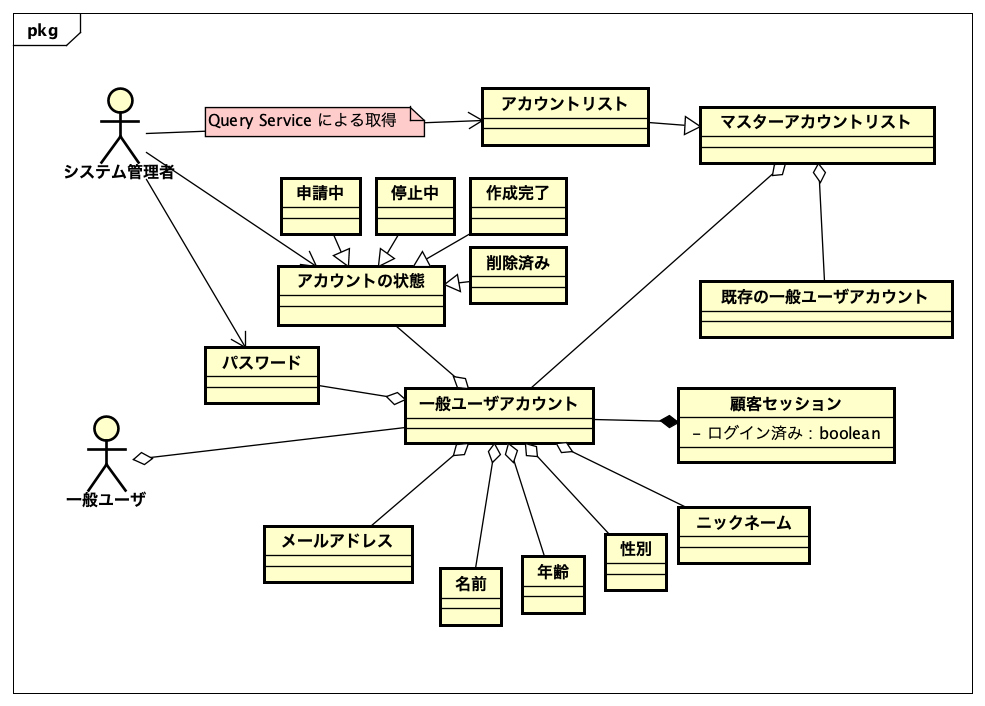 pkg
システム管理者
Query Service による取得
アカウントリスト
マスターアカウントリスト
申請中
停止中
作成完了
削除済み
アカウントの状態
既存の一般ユーザアカウント
パスワード
一般ユーザアカウント
顧客セッション
- ログイン済み : boolean
一般ユーザ
メールアドレス
名前
年齢
性別
ニックネーム